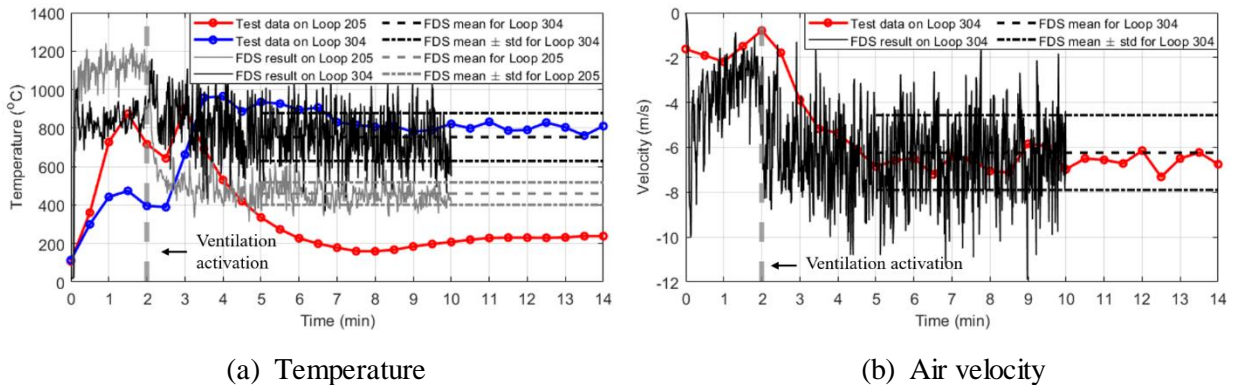 Test data on Loop 205
Test data on Loop 304
FDS result on Loop 205
FDS result on Loop 304
FDS mean for Loop 304
FDS mean ± std for Loop 304
FDS mean for Loop 205
FDS mean ± std for Loop 205
1400
1200
1000
800
600
400
200
0
Temperature (°C)
Ventilation
activation
0 1 2 3 4 5 6 7 8 9 10 11 12 13 14
Time (min)
(a) Temperature
Test data on Loop 304
FDS result on Loop 304
FDS mean for Loop 304
FDS mean ± std for Loop 304
0
-2
-4
-6
-8
-10
-12
Velocity (m/s)
Ventilation activation
0 1 2 3 4 5 6 7 8 9 10 11 12 13 14
Time (min)
(b) Air velocity